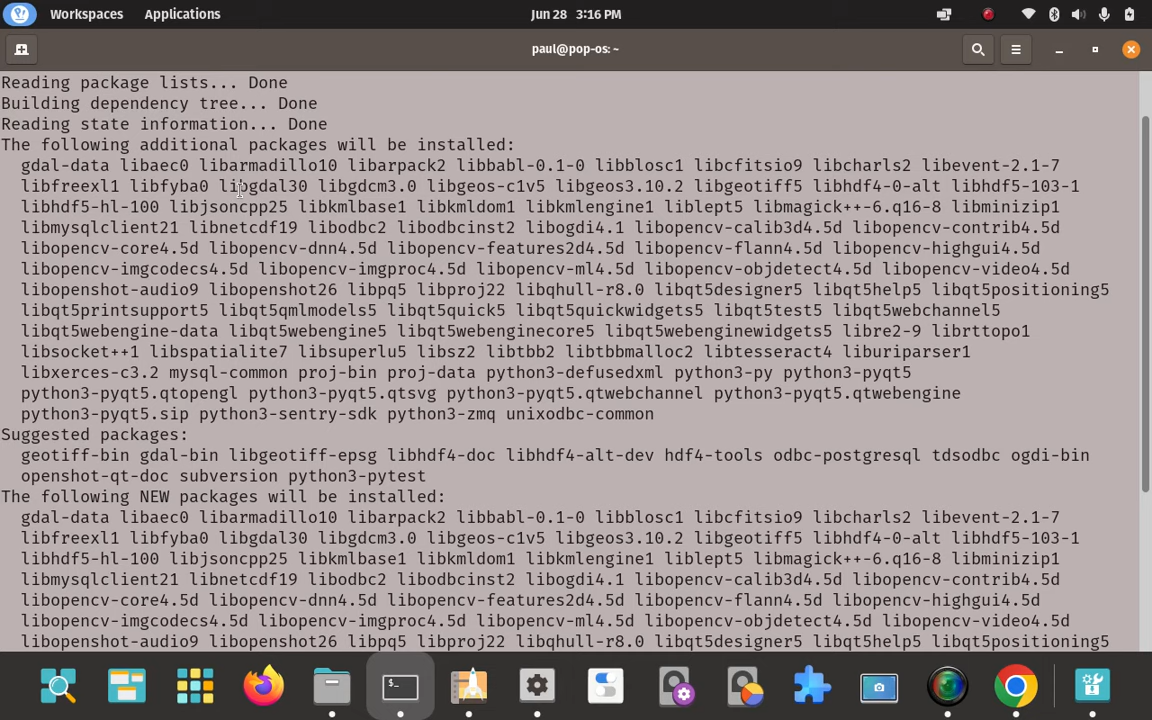 Workspaces Applications Jun 28 3:16 PM
paul@pop-os: ~
Reading package lists... Done
Building dependency tree... Done
Reading state information... Done
The following additional packages will be installed:
gdal-data libaec0 libarmadillo10 libarpack2 libbabl-0.1-0 libblosc1 libcfitsio9 libcharls2 libevent-2.1-7
libfreexl1 libfyba0 libgdal30 libgdcm3.0 libgeos-c1v5 libgeos3.10.2 libgeotiff5 libhdf4-0-alt libhdf5-103-1
libhdf5-hl-100 libjsoncpp25 libkmlbase1 libkmldom1 libkmlengine1 liblept5 libmagick++-6.q16-8 libminizip1
libmysqlclient21 libnetcdf19 libodbc2 libodbcinst2 libogdi4.1 libopencv-calib3d4.5d libopencv-contrib4.5d
libopencv-core4.5d libopencv-dnn4.5d libopencv-features2d4.5d libopencv-flann4.5d libopencv-highgui4.5d
libopencv-imgcodecs4.5d libopencv-imgproc4.5d libopencv-ml4.5d libopencv-objdetect4.5d libopencv-video4.5d
libopenshot-audio9 libopenshot26 libpq5 libproj22 libqhull-r8.0 libqt5designer5 libqt5help5 libqt5positioning5
libqt5printsupport5 libqt5qmlmodels5 libqt5quick5 libqt5quickwidgets5 libqt5test5 libqt5webchannel5
libqt5webengine-data libqt5webengine5 libqt5webenginecore5 libqt5webenginewidgets5 libre2-9 librttopo1
libsocket++1 libspatialite7 libsuperlu5 libsz2 libtbb2 libtbbmalloc2 libtesseract4 liburiparser1
libxerces-c3.2 mysql-common proj-bin proj-data python3-defusedxml python3-py python3-pyqt5
python3-pyqt5.qtopengl python3-pyqt5.qtsvg python3-pyqt5.qtwebchannel python3-pyqt5.qtwebengine
python3-pyqt5.sip python3-sentry-sdk python3-zmq unixodbc-common
Suggested packages:
geotiff-bin gdal-bin libgeotiff-epsg libhdf4-doc libhdf4-alt-dev hdf4-tools odbc-postgresql tdsodbc ogdi-bin
openshot-qt-doc subversion python3-pytest
The following NEW packages will be installed:
gdal-data libaec0 libarmadillo10 libarpack2 libbabl-0.1-0 libblosc1 libcfitsio9 libcharls2 libevent-2.1-7
libfreexl1 libfyba0 libgdal30 libgdcm3.0 libgeos-c1v5 libgeos3.10.2 libgeotiff5 libhdf4-0-alt libhdf5-103-1
libhdf5-hl-100 libjsoncpp25 libkmlbase1 libkmldom1 libkmlengine1 liblept5 libmagick++-6.q16-8 libminizip1
libmysqlclient21 libnetcdf19 libodbc2 libodbcinst2 libogdi4.1 libopencv-calib3d4.5d libopencv-contrib4.5d
libopencv-core4.5d libopencv-dnn4.5d libopencv-features2d4.5d libopencv-flann4.5d libopencv-highgui4.5d
libopencv-imgcodecs4.5d libopencv-imgproc4.5d libopencv-ml4.5d libopencv-objdetect4.5d libopencv-video4.5d
libopenshot-audio9 libopenshot26 libpq5 libproj22 libqhull-r8.0 libqt5designer5 libqt5help5 libqt5positioning5